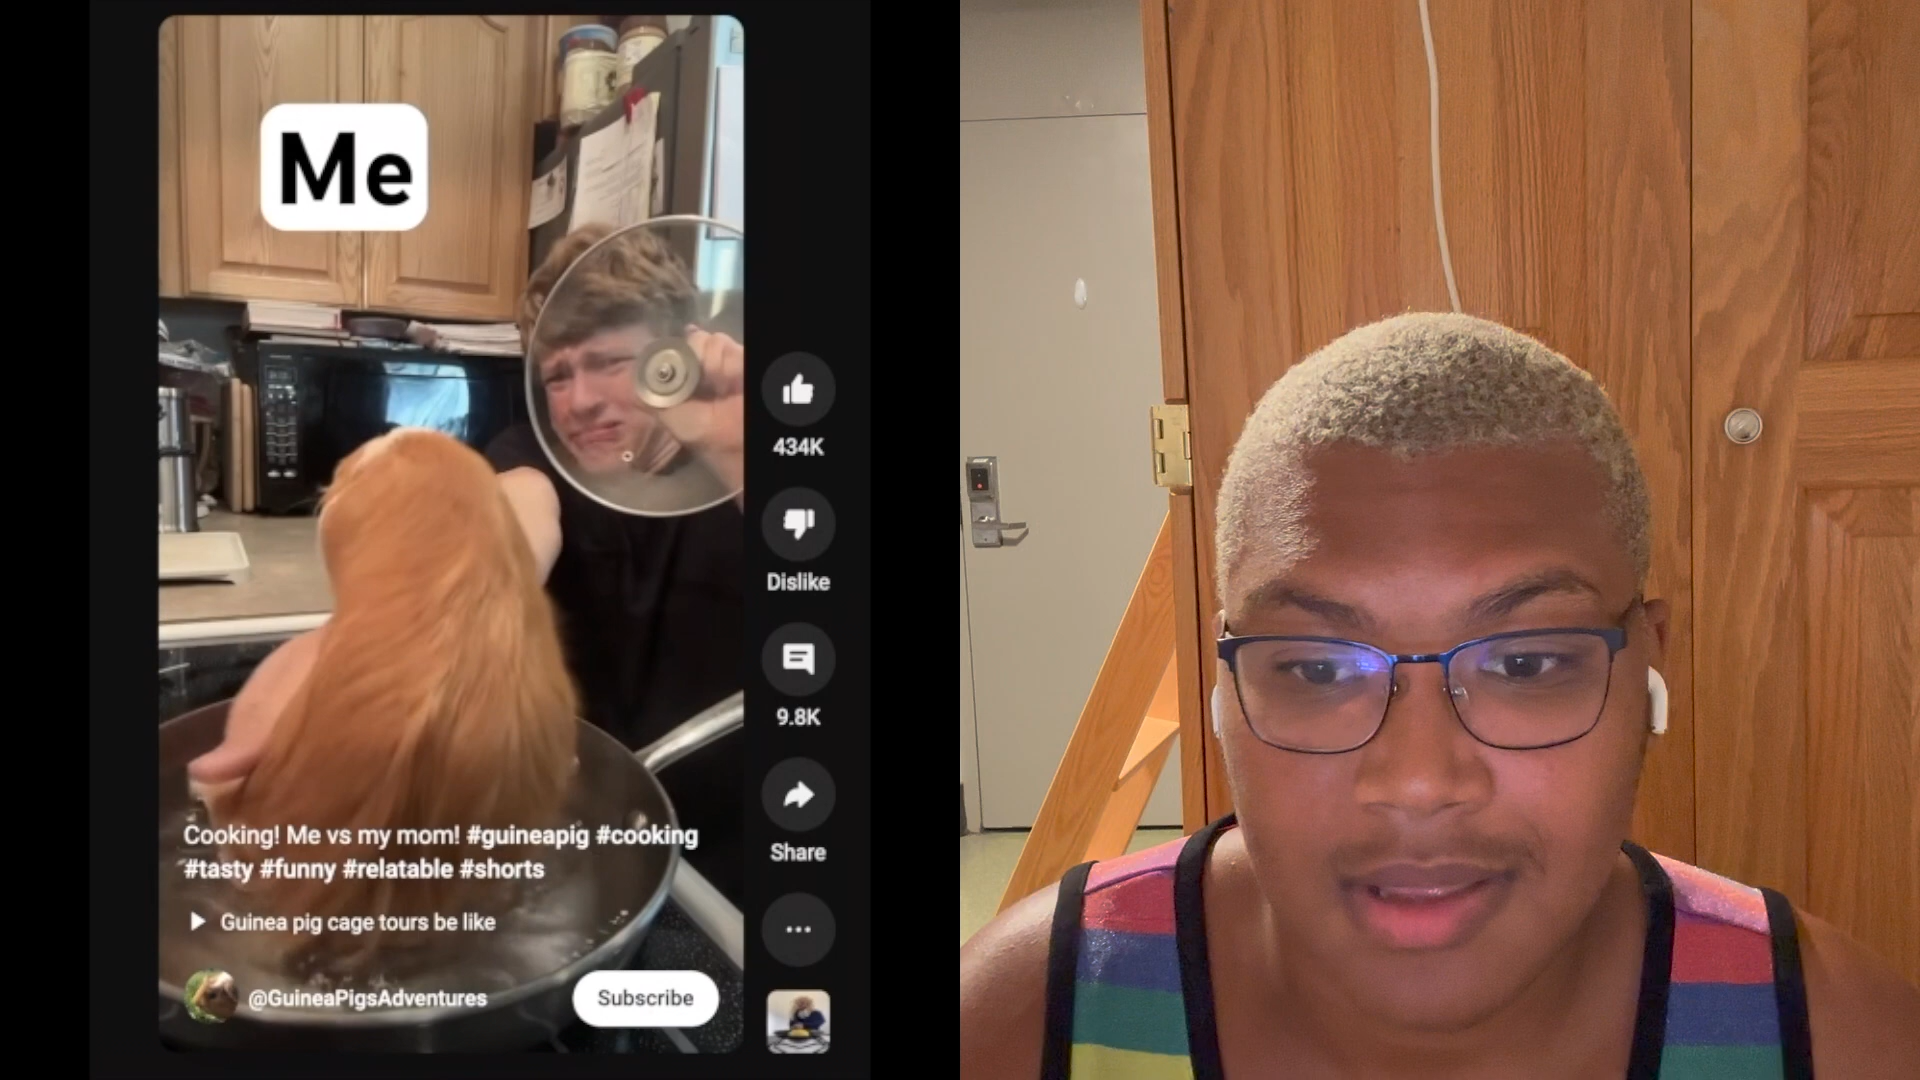 Me
434K
Dislike
9.8K
Share
Cooking! Me vs my mom! #guineapig #cooking
#tasty #funny #relatable #shorts
Guinea pig cage tours be like
@GuineaPigsAdventures
Subscribe